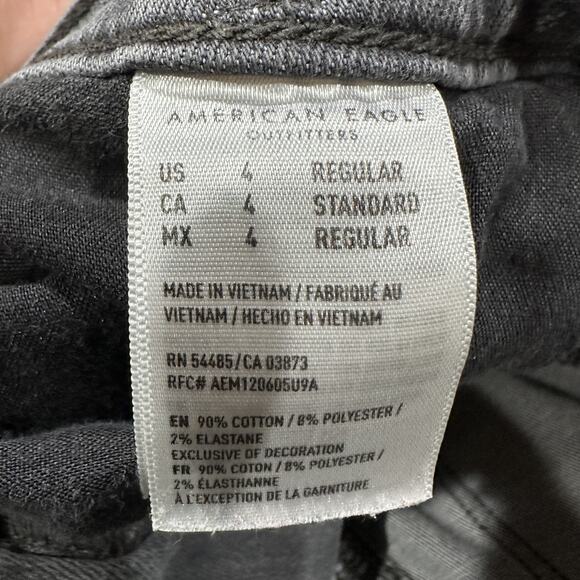 AMERICAN EAGLE
OUTFITTERS
US 4 REGULAR
CA 4 STANDARD
MX 4 REGULAR
MADE IN VIETNAM / FABRIQUÉ AU
VIETNAM / HECHO EN VIETNAM
RN 54485/CA 03873
RFC# AEM120605U9A
EN 90% COTTON / 8% POLYESTER /
2% ELASTANE
EXCLUSIVE OF DECORATION
FR 90% COTON / 8% POLYESTER /
2% ÉLASTHANNE
À L'EXCEPTION DE LA GARNITURE